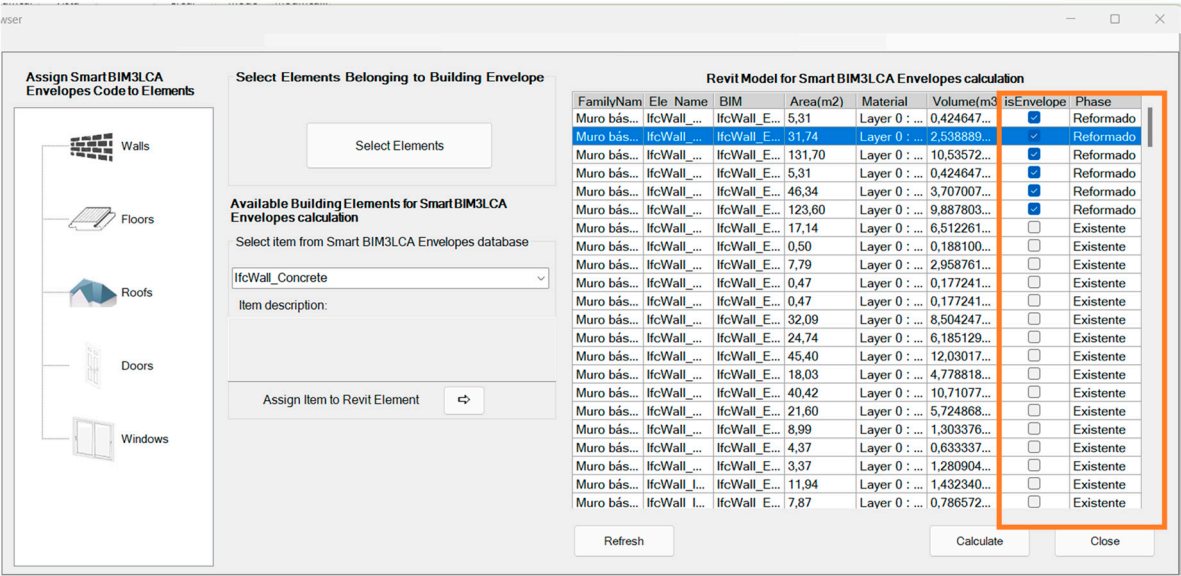 wser
Assign Smart BIM3LCA
Envelopes Code to Elements
Walls
Floors
Roofs
Doors
Windows
Select Elements Belonging to Building Envelope
Select Elements
Available Building Elements for Smart BIM3LCA
Envelopes calculation
Select item from Smart BIM3LCA Envelopes database
IfcWall_Concrete
Item description:
Assign Item to Revit Element
Revit Model for Smart BIM3LCA Envelopes calculation
FamilyNam Ele_Name BIM Area(m2) Material Volume(m3 isEnvelope Phase
Muro bás... IfcWall_... IfcWall_E... 5,31 Layer 0 : ... 0,424647... Reformado
Muro bás... IfcWall_... IfcWall_E... 31,74 Layer 0 : ... 2,538889... Reformado
Muro bás... IfcWall_... IfcWall_E... 131,70 Layer 0 : ... 10,53572... Reformado
Muro bás... IfcWall_... IfcWall_E... 5,31 Layer 0 : ... 0,424647... Reformado
Muro bás... IfcWall_... IfcWall_E... 46,34 Layer 0 : ... 3,707007... Reformado
Muro bás... IfcWall_... IfcWall_E... 123,60 Layer 0 : ... 9,887803... Reformado
Muro bás... IfcWall_... IfcWall_E... 17,14 Layer 0 : ... 6,512261... Existente
Muro bás... IfcWall_... IfcWall_E... 0,50 Layer 0 : ... 0,188100... Existente
Muro bás... IfcWall_... IfcWall_E... 7,79 Layer 0 : ... 2,958761... Existente
Muro bás... IfcWall_... IfcWall_E... 0,47 Layer 0 : ... 0,177241... Existente
Muro bás... IfcWall_... IfcWall_E... 0,47 Layer 0 : ... 0,177241... Existente
Muro bás... IfcWall_... IfcWall_E... 32,09 Layer 0 : ... 8,504247... Existente
Muro bás... IfcWall_... IfcWall_E... 24,74 Layer 0 : ... 6,185129... Existente
Muro bás... IfcWall_... IfcWall_E... 45,40 Layer 0 : ... 12,03017... Existente
Muro bás... IfcWall_... IfcWall_E... 18,03 Layer 0 : ... 4,778818... Existente
Muro bás... IfcWall_... IfcWall_E... 40,42 Layer 0 : ... 10,71077... Existente
Muro bás... IfcWall_... IfcWall_E... 21,60 Layer 0 : ... 5,724868... Existente
Muro bás... IfcWall_... IfcWall_E... 8,99 Layer 0 : ... 1,303376... Existente
Muro bás... IfcWall_... IfcWall_E... 4,37 Layer 0 : ... 0,633337... Existente
Muro bás... IfcWall_... IfcWall_E... 3,37 Layer 0 : ... 1,280904... Existente
Muro bás... IfcWall_I... IfcWall_E... 11,94 Layer 0 : ... 1,432340... Existente
Muro bás... IfcWall_I... IfcWall_E... 7,87 Layer 0 : ... 0,786572... Existente
Refresh
Calculate
Close